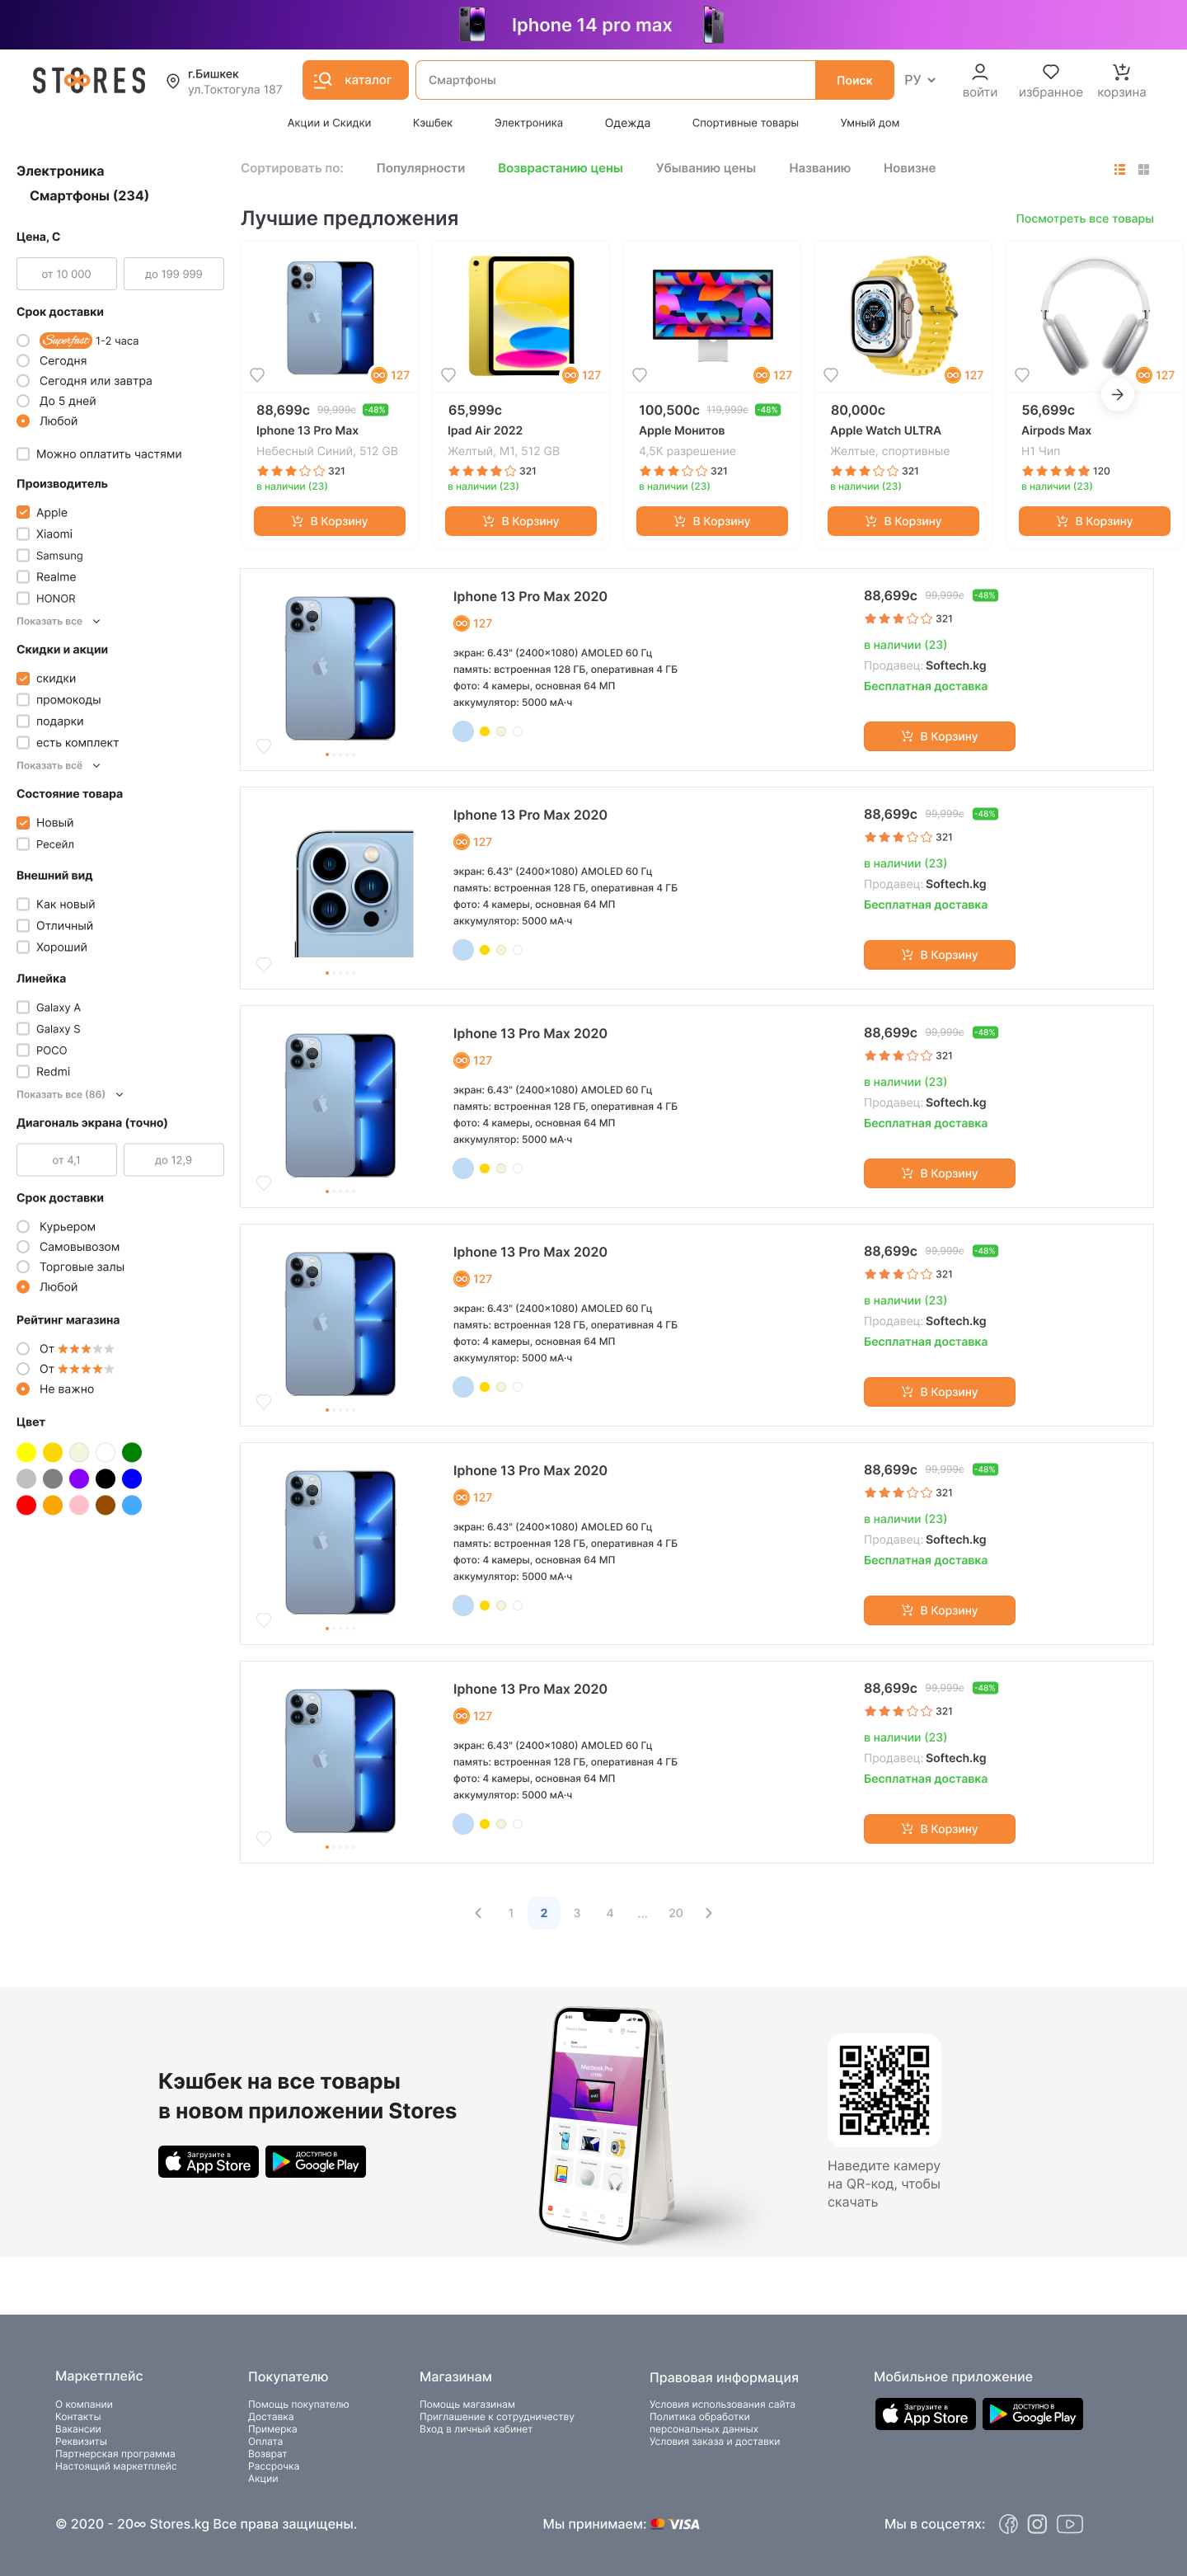 Iphone 14 pro max
STORES
г.Бишкек
ул.Токтогула 187
каталог
Смартфоны
Поиск
РУ
войти
избранное
корзина
Акции и Скидки
Кэшбек
Электроника
Одежда
Спортивные товары
Умный дом
Электроника
Смартфоны (234)
Цена, С
от 10 000
до 199 999
Срок доставки
Superfast 1-2 часа
Сегодня
Сегодня или завтра
До 5 дней
Любой
Можно оплатить частями
Производитель
Apple
Xiaomi
Samsung
Realme
HONOR
Показать все
Скидки и акции
скидки
промокоды
подарки
есть комплект
Показать всё
Состояние товара
Новый
Ресейл
Внешний вид
Как новый
Отличный
Хороший
Линейка
Galaxy A
Galaxy S
POCO
Redmi
Показать все (86)
Диагональ экрана (точно)
от 4,1
до 12,9
Срок доставки
Курьером
Самовывозом
Торговые залы
Любой
Рейтинг магазина
От
От
Не важно
Цвет
Сортировать по:
Популярности
Возврастанию цены
Убыванию цены
Названию
Новизне
Лучшие предложения
Посмотреть все товары
127
88,699с 99,999с -48%
Iphone 13 Pro Max
Небесный Синий, 512 GB
321
в наличии (23)
В Корзину
127
65,999с
Ipad Air 2022
Желтый, M1, 512 GB
321
в наличии (23)
В Корзину
127
100,500с 119,999с -48%
Apple Монитов
4,5К разрешение
321
в наличии (23)
В Корзину
127
80,000с
Apple Watch ULTRA
Желтые, спортивные
321
в наличии (23)
В Корзину
127
56,699с
Airpods Max
H1 Чип
120
в наличии (23)
В Корзину
Iphone 13 Pro Max 2020
127
экран: 6.43" (2400×1080) AMOLED 60 Гц
память: встроенная 128 ГБ, оперативная 4 ГБ
фото: 4 камеры, основная 64 МП
аккумулятор: 5000 мА·ч
88,699с 99,999с -48%
321
в наличии (23)
Продавец: Softech.kg
Бесплатная доставка
В Корзину
Iphone 13 Pro Max 2020
127
экран: 6.43" (2400×1080) AMOLED 60 Гц
память: встроенная 128 ГБ, оперативная 4 ГБ
фото: 4 камеры, основная 64 МП
аккумулятор: 5000 мА·ч
88,699с 99,999с -48%
321
в наличии (23)
Продавец: Softech.kg
Бесплатная доставка
В Корзину
Iphone 13 Pro Max 2020
127
экран: 6.43" (2400×1080) AMOLED 60 Гц
память: встроенная 128 ГБ, оперативная 4 ГБ
фото: 4 камеры, основная 64 МП
аккумулятор: 5000 мА·ч
88,699с 99,999с -48%
321
в наличии (23)
Продавец: Softech.kg
Бесплатная доставка
В Корзину
Iphone 13 Pro Max 2020
127
экран: 6.43" (2400×1080) AMOLED 60 Гц
память: встроенная 128 ГБ, оперативная 4 ГБ
фото: 4 камеры, основная 64 МП
аккумулятор: 5000 мА·ч
88,699с 99,999с -48%
321
в наличии (23)
Продавец: Softech.kg
Бесплатная доставка
В Корзину
Iphone 13 Pro Max 2020
127
экран: 6.43" (2400×1080) AMOLED 60 Гц
память: встроенная 128 ГБ, оперативная 4 ГБ
фото: 4 камеры, основная 64 МП
аккумулятор: 5000 мА·ч
88,699с 99,999с -48%
321
в наличии (23)
Продавец: Softech.kg
Бесплатная доставка
В Корзину
Iphone 13 Pro Max 2020
127
экран: 6.43" (2400×1080) AMOLED 60 Гц
память: встроенная 128 ГБ, оперативная 4 ГБ
фото: 4 камеры, основная 64 МП
аккумулятор: 5000 мА·ч
88,699с 99,999с -48%
321
в наличии (23)
Продавец: Softech.kg
Бесплатная доставка
В Корзину
1 2 3 4 ... 20
Кэшбек на все товары
в новом приложении Stores
Загрузите в
App Store
ДОСТУПНО В
Google Play
Macbook Pro
Наведите камеру
на QR-код, чтобы
скачать
Маркетплейс
О компании
Контакты
Вакансии
Реквизиты
Партнерская программа
Настоящий маркетплейс
Покупателю
Помощь покупателю
Доставка
Примерка
Оплата
Возврат
Рассрочка
Акции
Магазинам
Помощь магазинам
Приглашение к сотрудничеству
Вход в личный кабинет
Правовая информация
Условия использования сайта
Политика обработки
персональных данных
Условия заказа и доставки
Мобильное приложение
Загрузите в
App Store
ДОСТУПНО В
Google Play
© 2020 - 20∞ Stores.kg Все права защищены.
Мы принимаем: VISA
Мы в соцсетях: